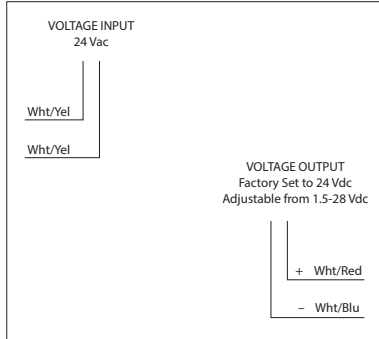 VOLTAGE INPUT
24 Vac
Wht/Yel
Wht/Yel
VOLTAGE OUTPUT
Factory Set to 24 Vdc
Adjustable from 1.5-28 Vdc
+ Wht/Red
– Wht/Blu